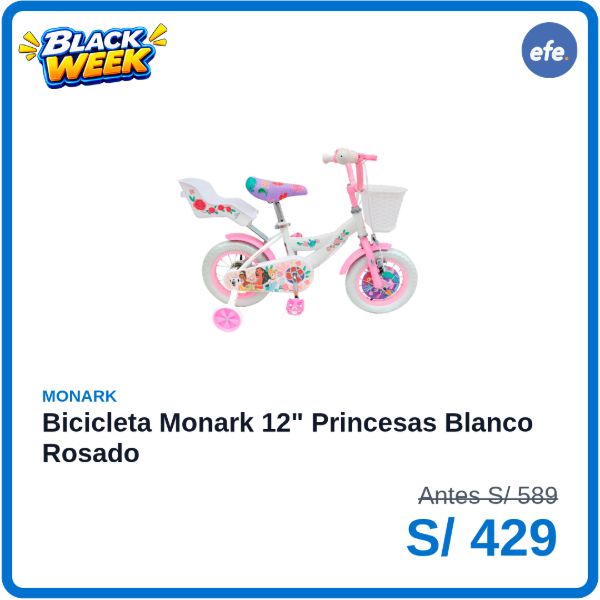 BLACK
WEEK
efe.
MONARK
Bicicleta Monark 12" Princesas Blanco
Rosado
Antes S/ 589
S/ 429